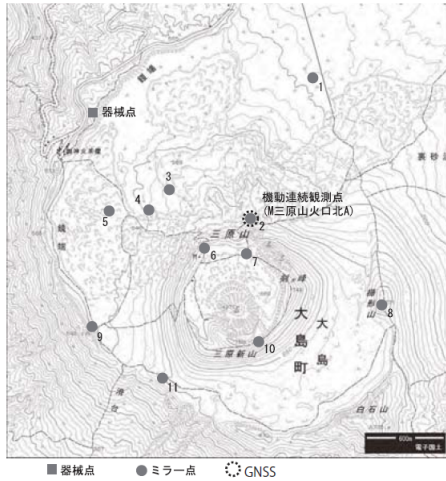 1
器械点
3
5
4
機動連続観測点
(M三原山火口北A)
2
三原山
6
7
8
大島町
大島
9
10
三原新山
11
白石山
600m
電子国土
器械点
ミラー点
GNSS